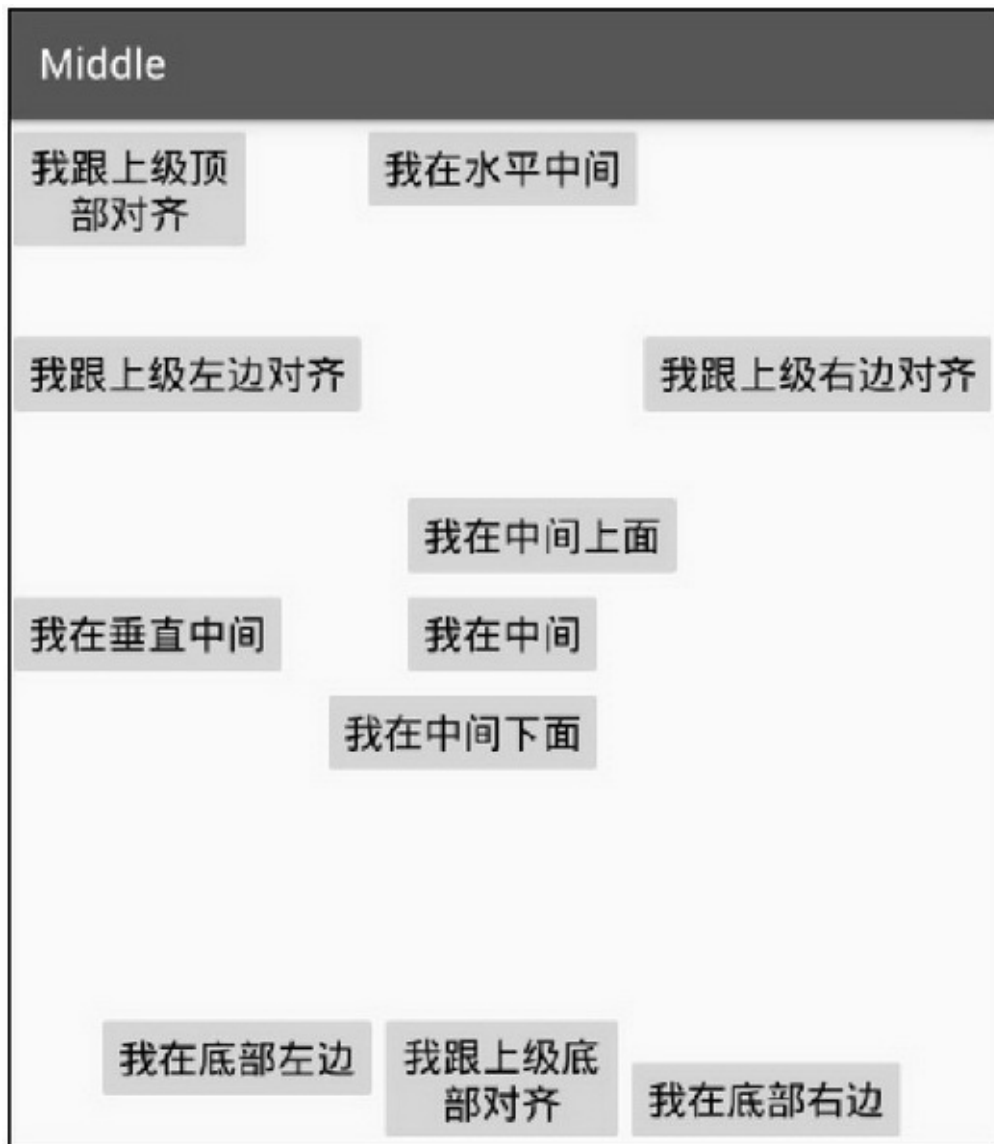 Middle
我跟上级顶
部对齐
我在水平中间
我跟上级左边对齐
我跟上级右边对齐
我在中间上面
我在垂直中间
我在中间
我在中间下面
我在底部左边
我跟上级底
部对齐
我在底部右边